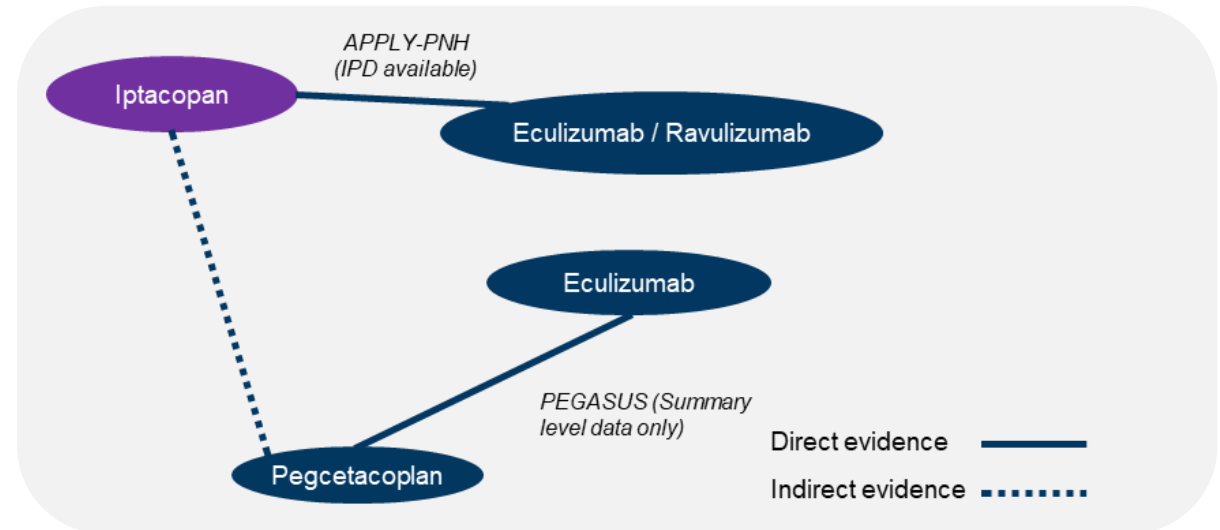 APPLY-PNH
(IPD available)
Iptacopan
Eculizumab / Ravulizumab
Eculizumab
PEGASUS (Summary
level data only)
Pegcetacoplan
Direct evidence
Indirect evidence